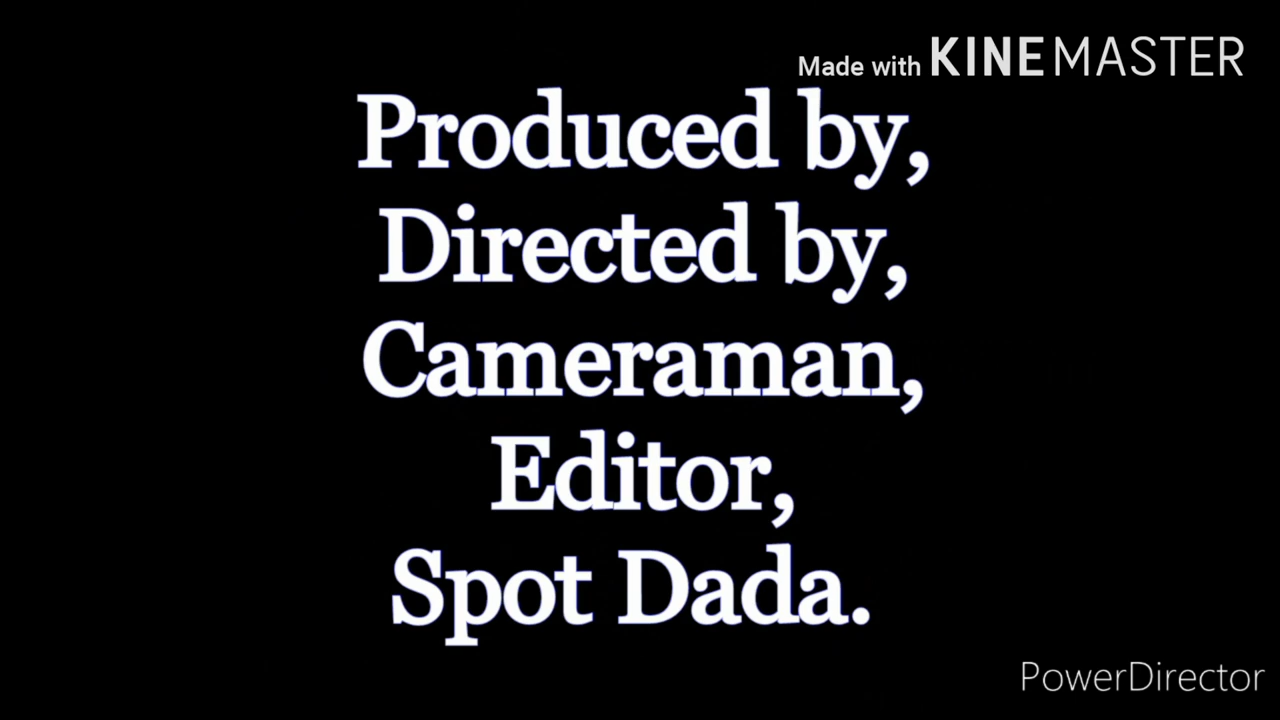 Made with KINEMASTER
Produced by,
Directed by,
Cameraman,
Editor,
Spot Dada.
PowerDirector